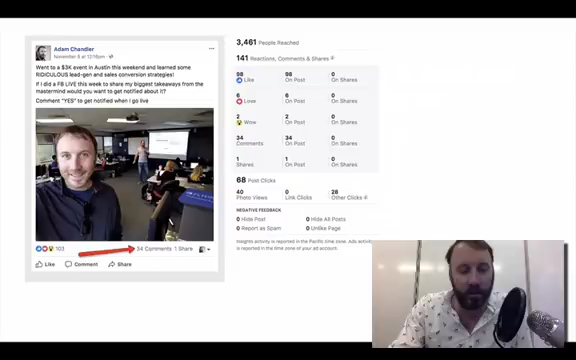 Adam Chandler
November 5 at 12:16pm
Went to a $3K event in Austin this weekend and learned some
RIDICULOUS lead-gen and sales conversion strategies!
If I did a FB LIVE this week to share my biggest takeaways from the
mastermind would you want to get notified about it?
Comment "YES" to get notified when I go live
103
54 Comments 1 Share
Like Comment Share
3,461 People Reached
141 Reactions, Comments & Shares
98 98 0
Like On Post On Shares
6 6 0
Love On Post On Shares
2 2 0
Wow On Post On Shares
34 34 0
Comments On Post On Shares
1 1 0
Shares On Post On Shares
68 Post Clicks
40 0 28
Photo Views Link Clicks Other Clicks
NEGATIVE FEEDBACK
0 Hide Post 0 Hide All Posts
0 Report as Spam 0 Unlike Page
Insights activity is reported in the Pacific time zone. Ads activity
is reported in the time zone of your ad account.